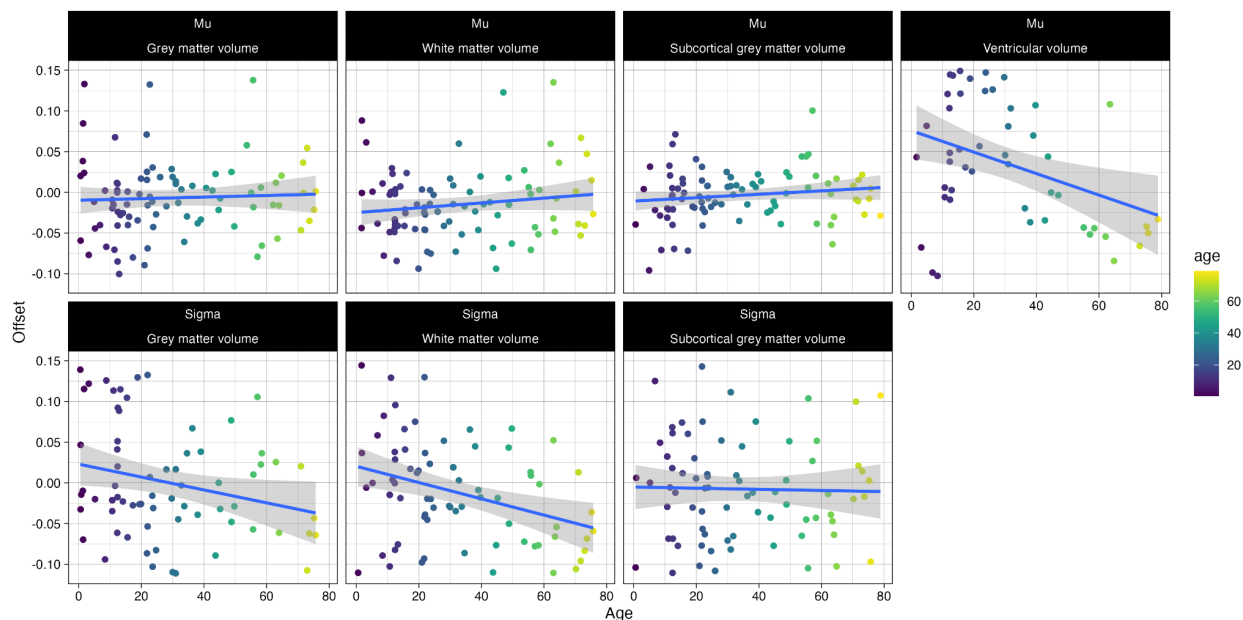 Mu
Grey matter volume
Mu
White matter volume
Mu
Subcortical grey matter volume
Mu
Ventricular volume
0.15
0.10
0.05
0.00
-0.05
-0.10
0 20 40 60 80
Sigma
Grey matter volume
Sigma
White matter volume
Sigma
Subcortical grey matter volume
0.15
0.10
0.05
0.00
-0.05
-0.10
0 20 40 60 80
0 20 40 60 80
0 20 40 60 80
Offset
Age
age
60
40
20